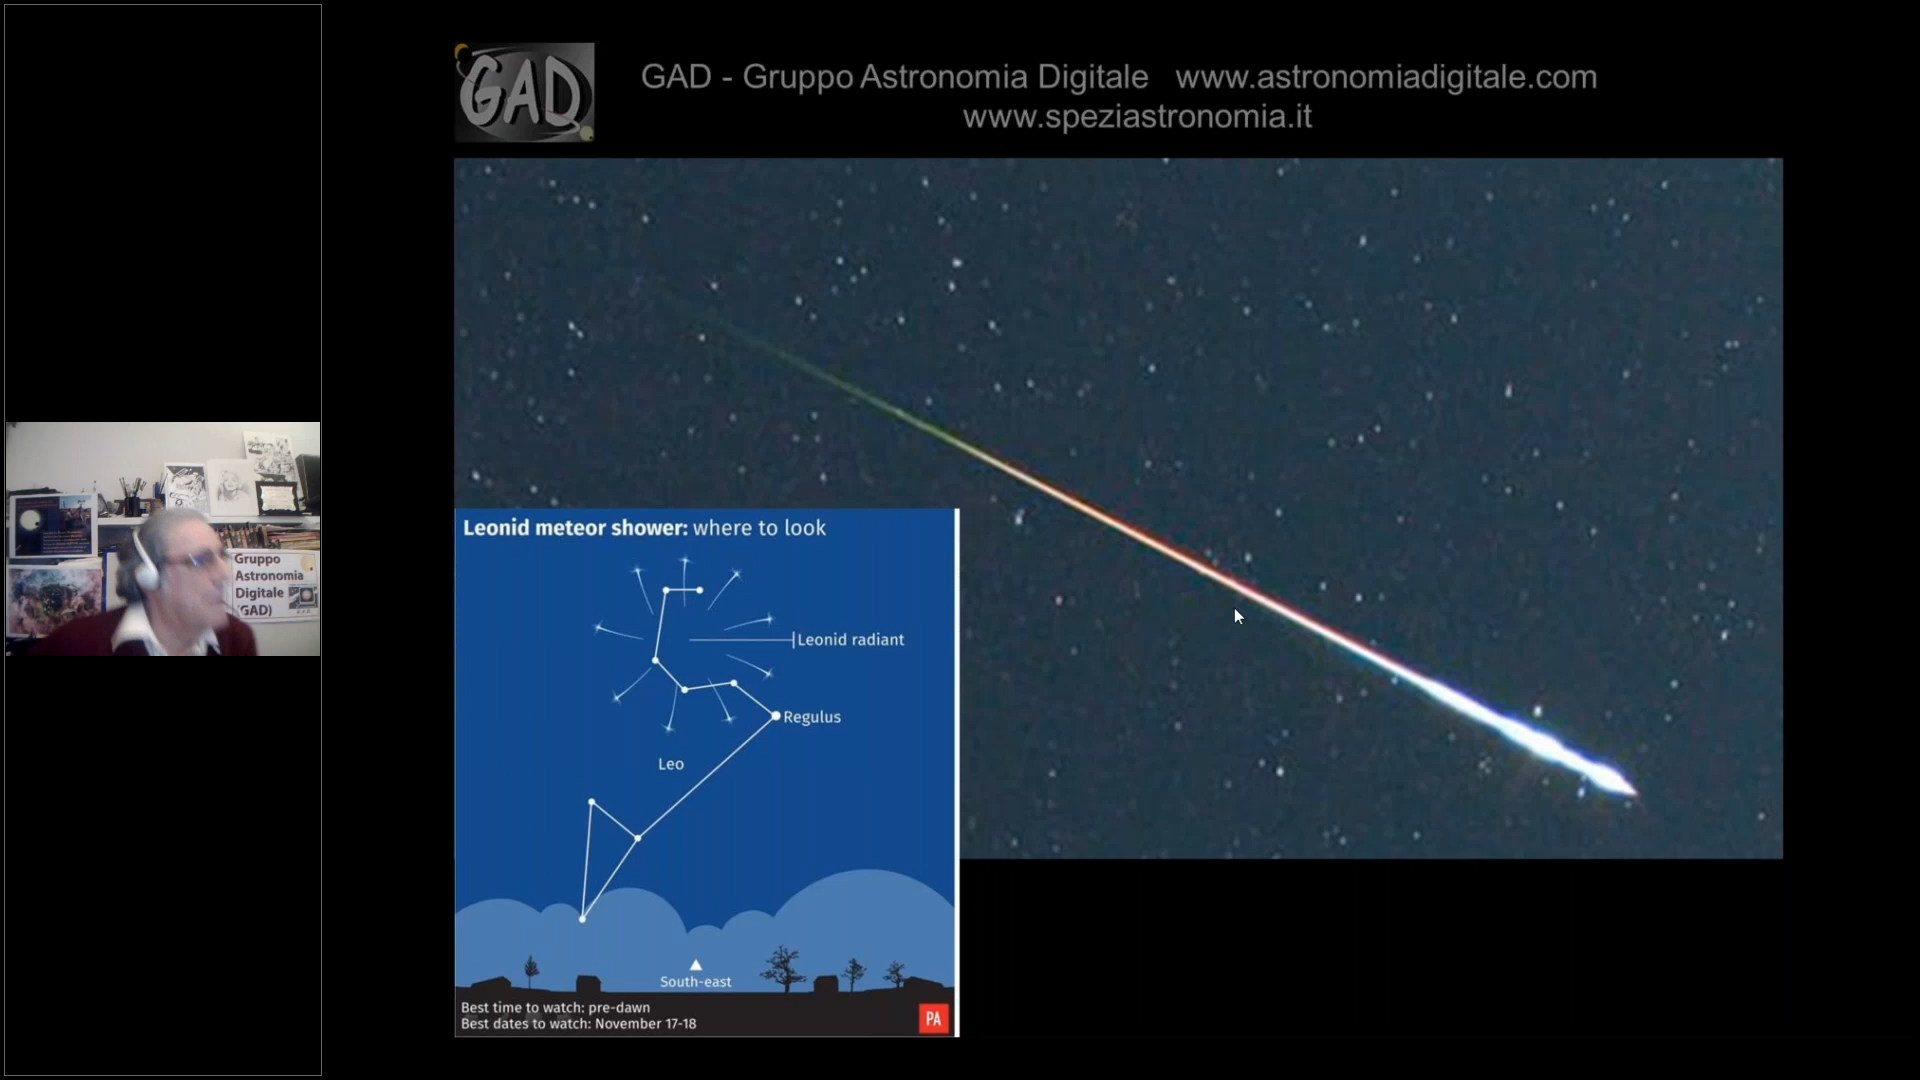 GAD
GAD - Gruppo Astronomia Digitale www.astronomiadigitale.com
www.speziastronomia.it
Gruppo
Astronomia
Digitale
(GAD)
Leonid meteor shower: where to look
Leonid radiant
Regulus
Leo
South-east
Best time to watch: pre-dawn
Best dates to watch: November 17-18
PA